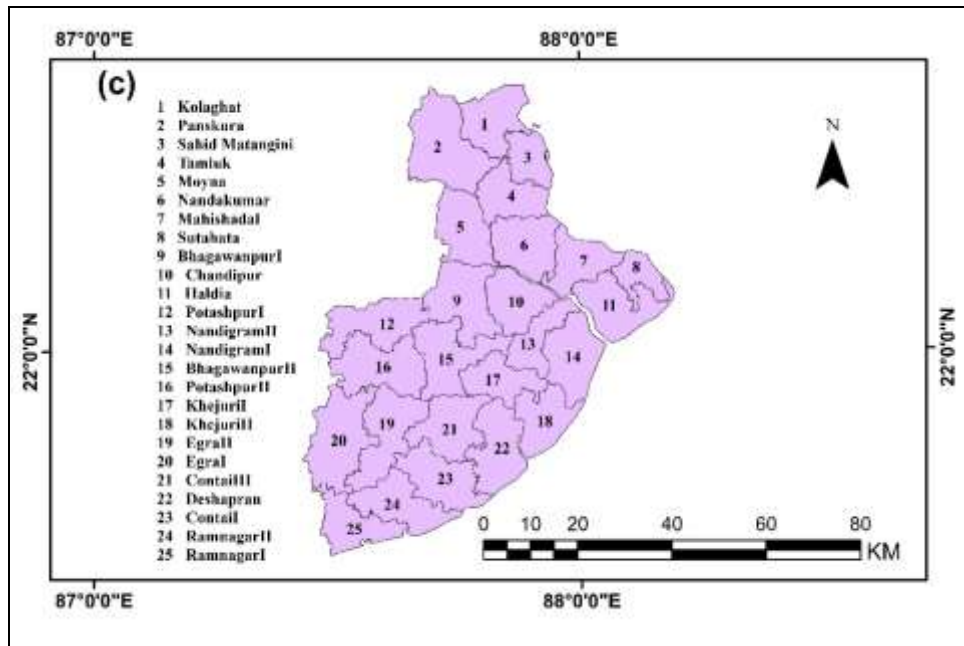 87°0'0"E 88°0'0"E
(c)
N
1 Kolaghat
2 Panskura
3 Sahid Matangini
4 Tamluk
5 Moyna
6 Nandakumar
7 Mahishadal
8 Sutahata
9 BhagawanpurI
10 Chandipur
11 Haldia
12 PotashpurI
13 NandigramII
14 NandigramI
15 BhagawanpurII
16 PotashpurII
17 KhejuriI
18 KhejuriII
19 EgraII
20 EgraI
21 ContaiIII
22 Deshapran
23 ContaiI
24 RamnagarII
25 RamnagarI
1
2
3
4
5
6
7
8
9
10
11
12
13
14
15
16
17
18
19
20
21
22
23
24
25
22°0'0"N
22°0'0"N
0 10 20 40 60 80
KM
87°0'0"E 88°0'0"E